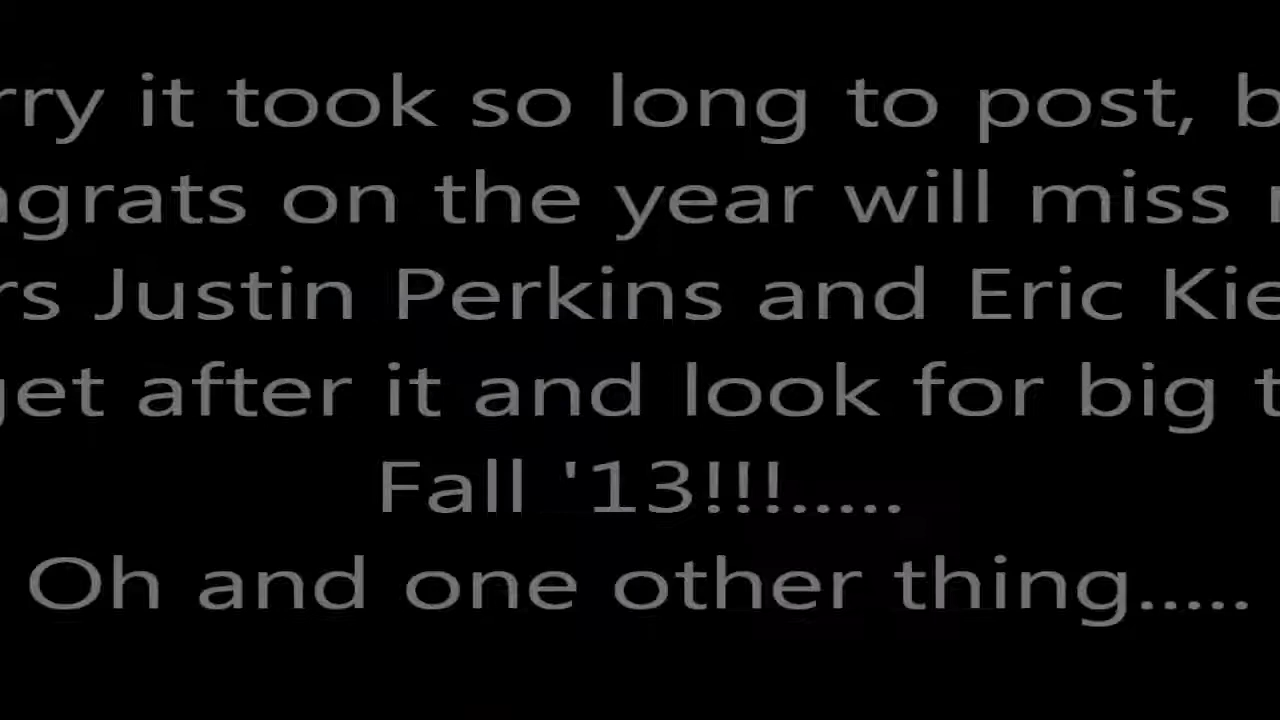 rry it took so long to post, b
ngrats on the year will miss
rs Justin Perkins and Eric Kie
get after it and look for big t
Fall '13!!!.....
Oh and one other thing.....